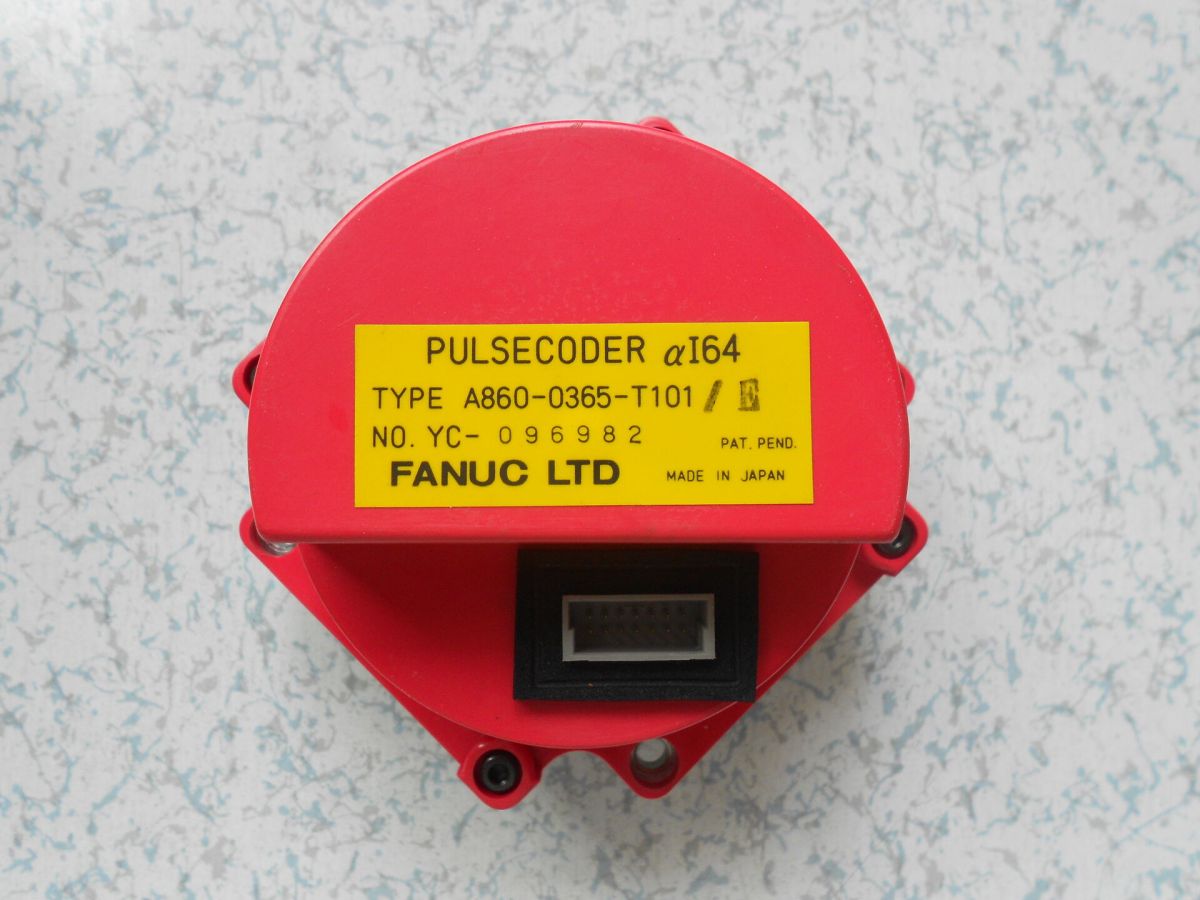 PULSECODER αI64
TYPE A860-0365-T101/E
NO. YC- 096982
PAT. PEND.
FANUC LTD
MADE IN JAPAN